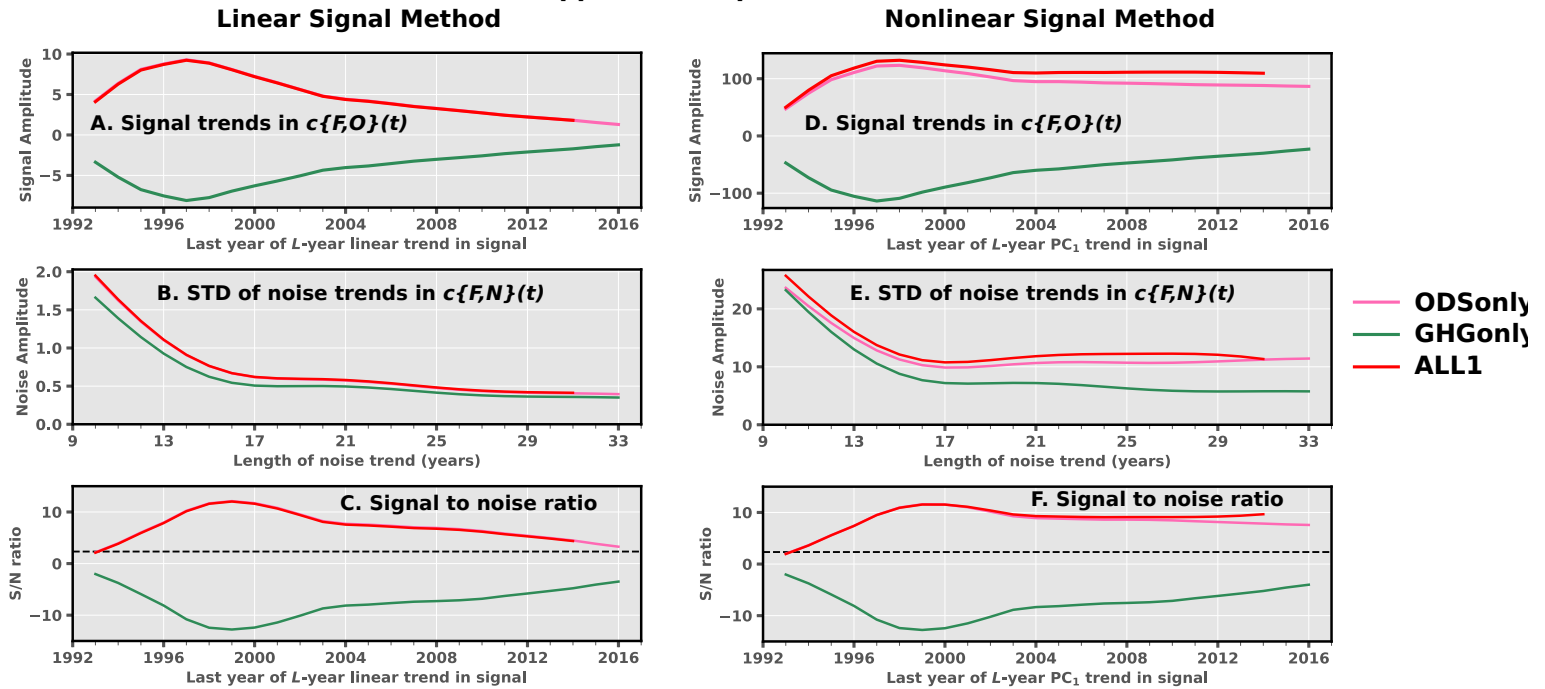 Linear Signal Method
Nonlinear Signal Method
10
5
0
−5
Signal Amplitude
A. Signal trends in c{F,O}(t)
1992 1996 2000 2004 2008 2012 2016
Last year of L-year linear trend in signal
100
0
−100
Signal Amplitude
D. Signal trends in c{F,O}(t)
1992 1996 2000 2004 2008 2012 2016
Last year of L-year PC₁ trend in signal
2.0
1.5
1.0
0.5
0.0
Noise Amplitude
B. STD of noise trends in c{F,N}(t)
9 13 17 21 25 29 33
Length of noise trend (years)
20
10
0
Noise Amplitude
E. STD of noise trends in c{F,N}(t)
9 13 17 21 25 29 33
Length of noise trend (years)
ODSonly
GHGonly
ALL1
10
0
−10
S/N ratio
C. Signal to noise ratio
1992 1996 2000 2004 2008 2012 2016
Last year of L-year linear trend in signal
10
0
−10
S/N ratio
F. Signal to noise ratio
1992 1996 2000 2004 2008 2012 2016
Last year of L-year PC₁ trend in signal